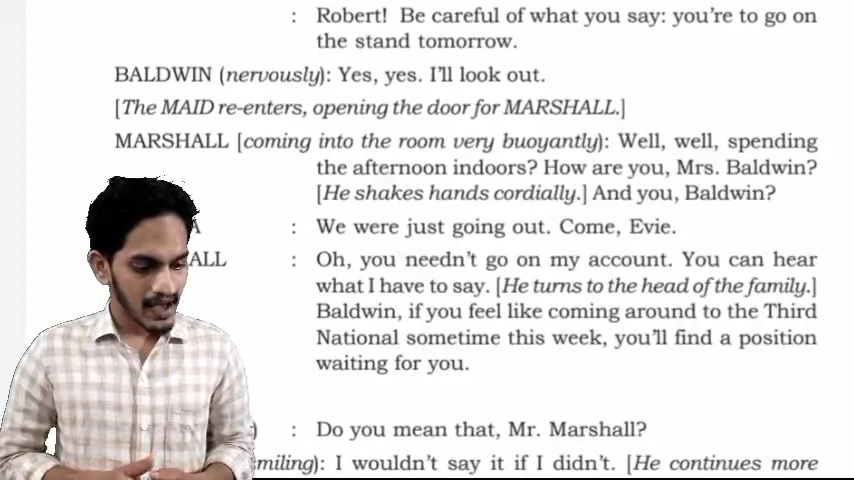 : Robert! Be careful of what you say: you're to go on
the stand tomorrow.
BALDWIN (nervously): Yes, yes. I'll look out.
[The MAID re-enters, opening the door for MARSHALL.]
MARSHALL [coming into the room very buoyantly): Well, well, spending
the afternoon indoors? How are you, Mrs. Baldwin?
[He shakes hands cordially.] And you, Baldwin?
A : We were just going out. Come, Evie.
ALL : Oh, you needn't go on my account. You can hear
what I have to say. [He turns to the head of the family.]
Baldwin, if you feel like coming around to the Third
National sometime this week, you'll find a position
waiting for you.
) : Do you mean that, Mr. Marshall?
miling): I wouldn't say it if I didn't. [He continues more